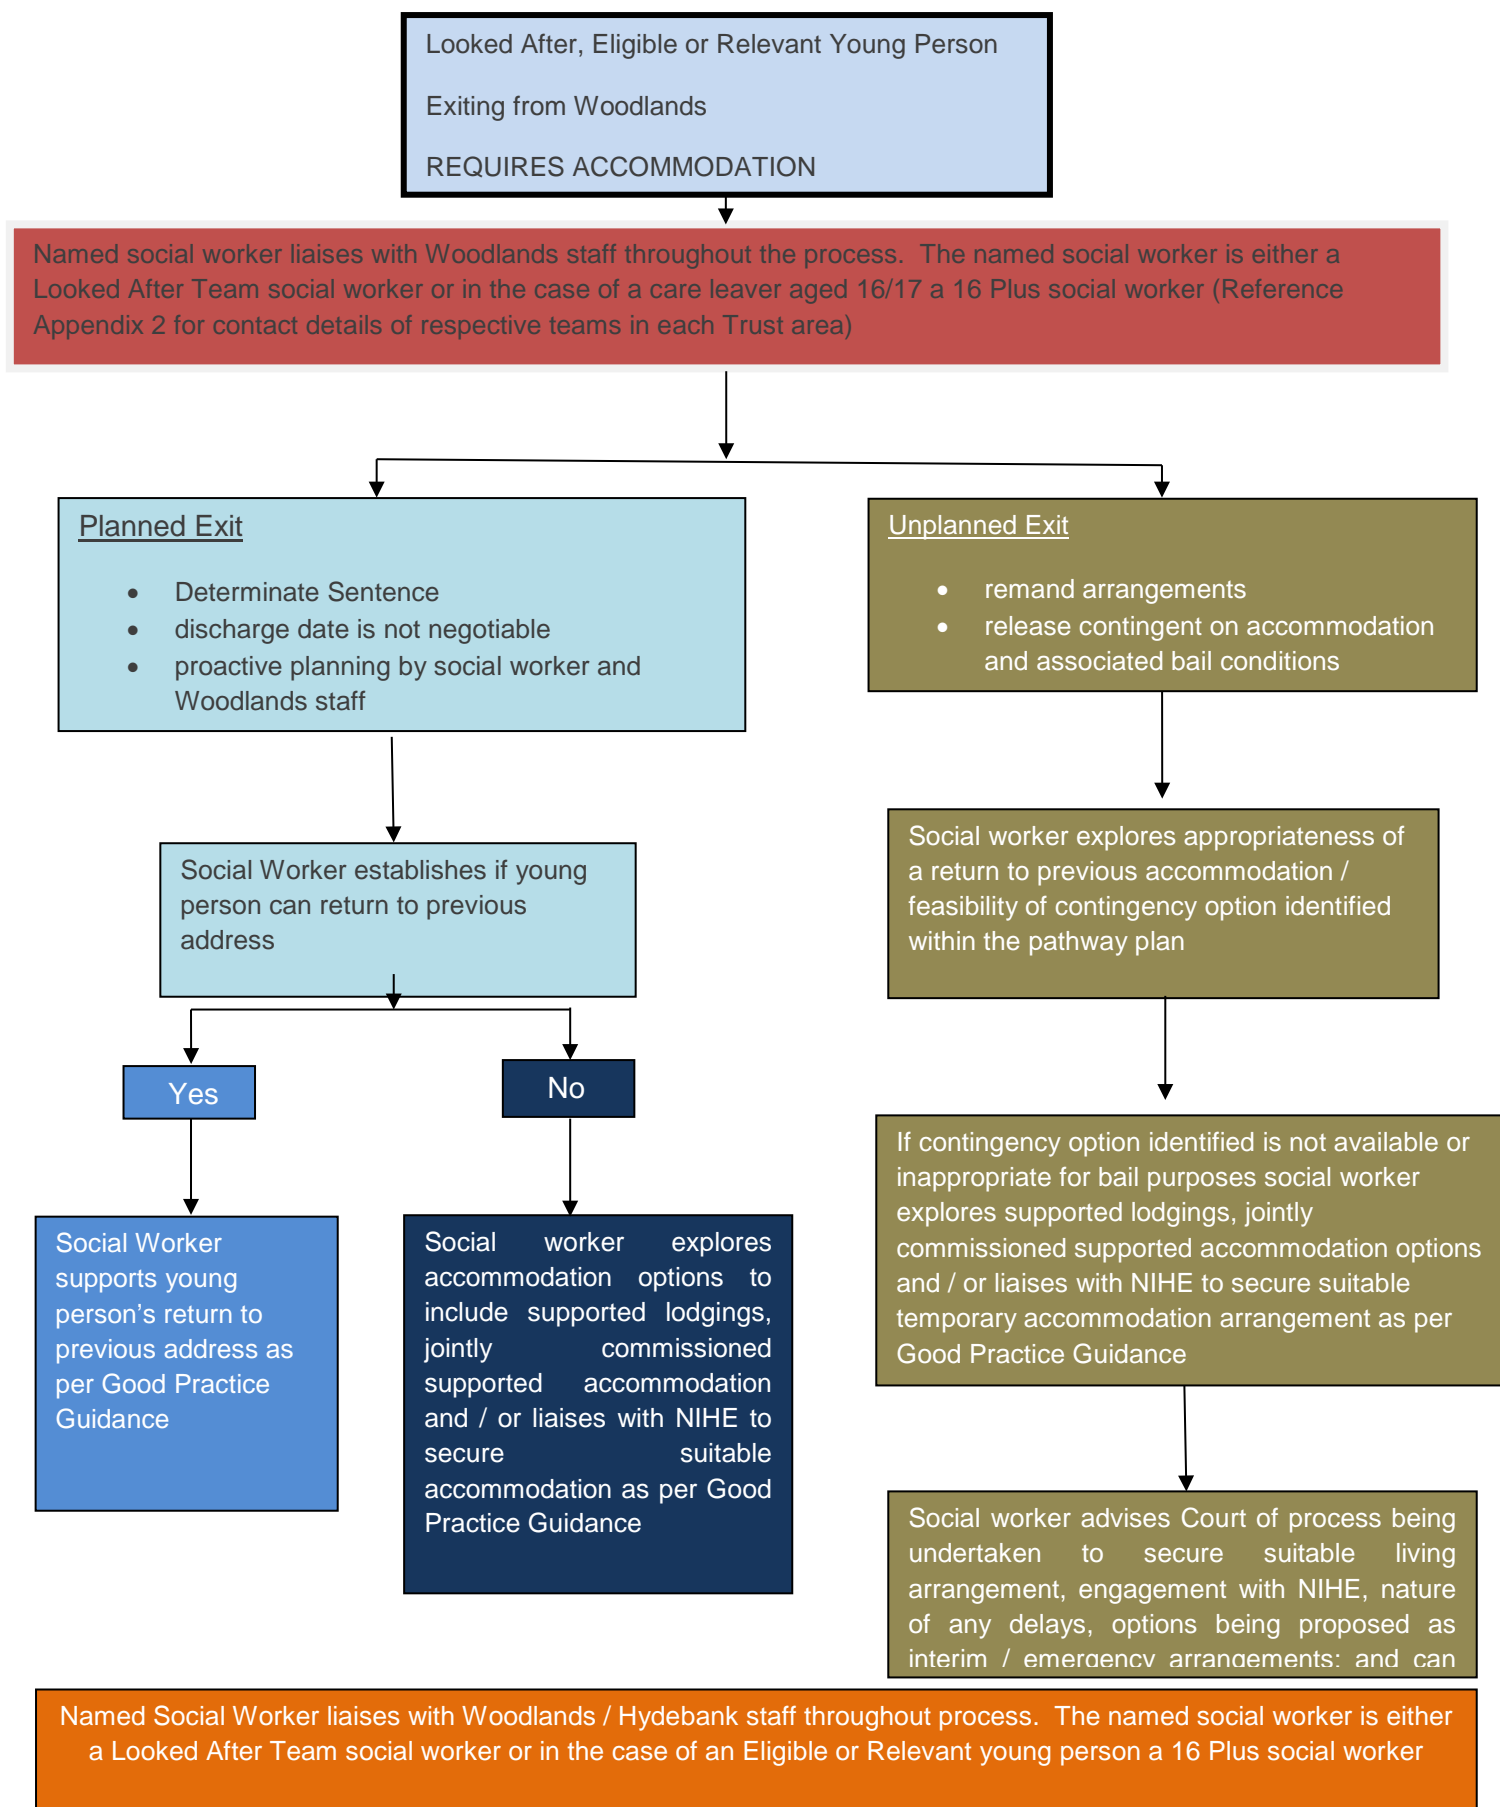 Looked After, Eligible or Relevant Young Person
Exiting from Woodlands
REQUIRES ACCOMMODATION
Named social worker liaises with Woodlands staff throughout the process.  The named social worker is either a
Looked After Team social worker or in the case of a care leaver aged 16/17 a 16 Plus social worker (Reference
Appendix 2 for contact details of respective teams in each Trust area)
Planned Exit
• Determinate Sentence
• discharge date is not negotiable
• proactive planning by social worker and
Woodlands staff
Unplanned Exit
• remand arrangements
• release contingent on accommodation
and associated bail conditions
Social Worker establishes if young
person can return to previous
address
Social worker explores appropriateness of
a return to previous accommodation /
feasibility of contingency option identified
within the pathway plan
Yes
No
Social Worker
supports young
person's return to
previous address as
per Good Practice
Guidance
Social worker explores
accommodation options to
include supported lodgings,
jointly commissioned
supported accommodation
and / or liaises with NIHE to
secure suitable
accommodation as per Good
Practice Guidance
If contingency option identified is not available or
inappropriate for bail purposes social worker
explores supported lodgings, jointly
commissioned supported accommodation options
and / or liaises with NIHE to secure suitable
temporary accommodation arrangement as per
Good Practice Guidance
Social worker advises Court of process being
undertaken to secure suitable living
arrangement, engagement with NIHE, nature
of any delays, options being proposed as
interim / emergency arrangements; and can
Named Social Worker liaises with Woodlands / Hydebank staff throughout process.  The named social worker is either
a Looked After Team social worker or in the case of an Eligible or Relevant young person a 16 Plus social worker